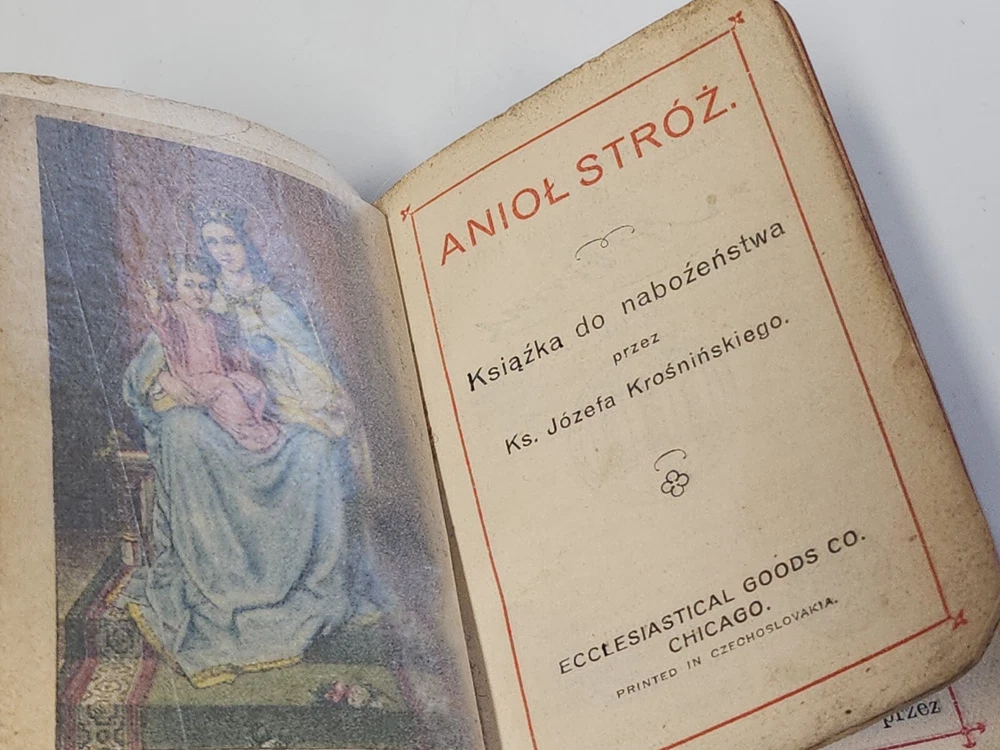 ANIOŁ STRÓŻ.
Książka do nabożeństwa
przez
Ks. Józefa Krośnińskiego.
ECCLESIASTICAL GOODS CO.
CHICAGO.
PRINTED IN CZECHOSLOVAKIA.
przez